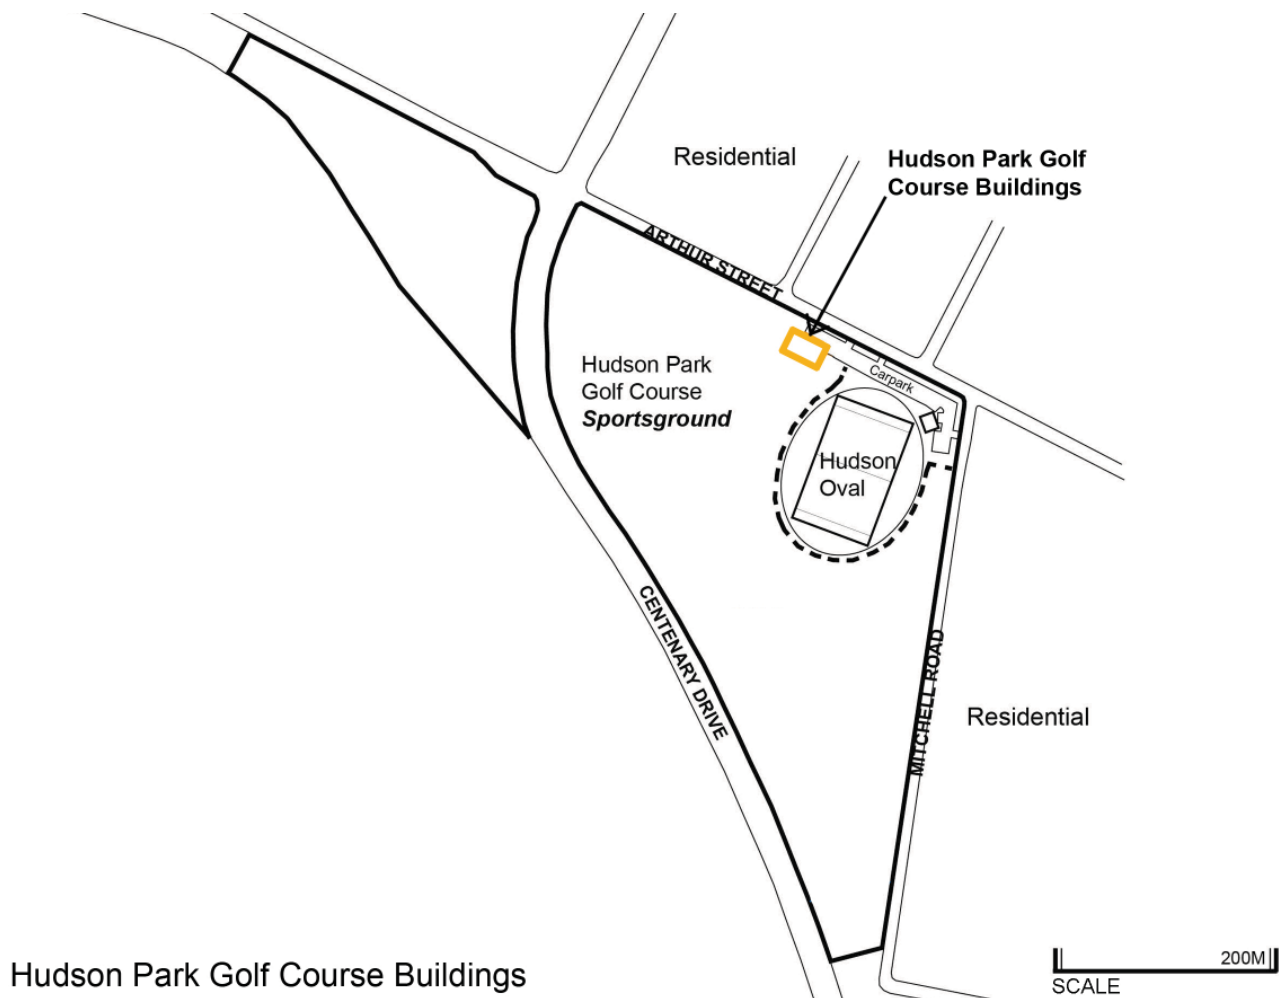 Residential
Hudson Park Golf
Course Buildings
ARTHUR STREET
Hudson Park
Golf Course
Sportsground
Carpark
Hudson
Oval
CENTENARY DRIVE
MITCHELL ROAD
Residential
200M
SCALE
Hudson Park Golf Course Buildings